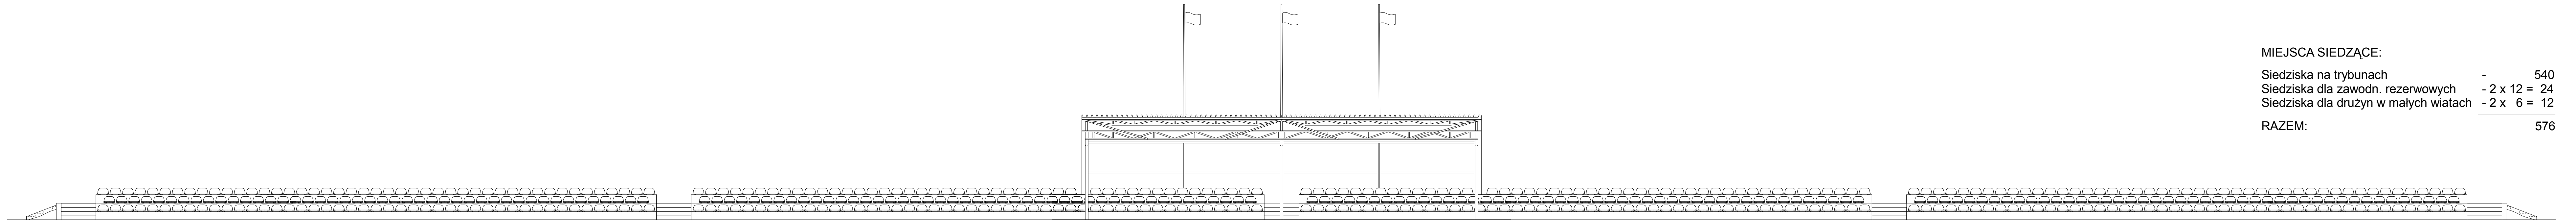 MIEJSCA SIEDZĄCE:
Siedziska na trybunach - 540
Siedziska dla zawodn. rezerwowych - 2 x 12 = 24
Siedziska dla drużyn w małych wiatach - 2 x 6 = 12
RAZEM: 576